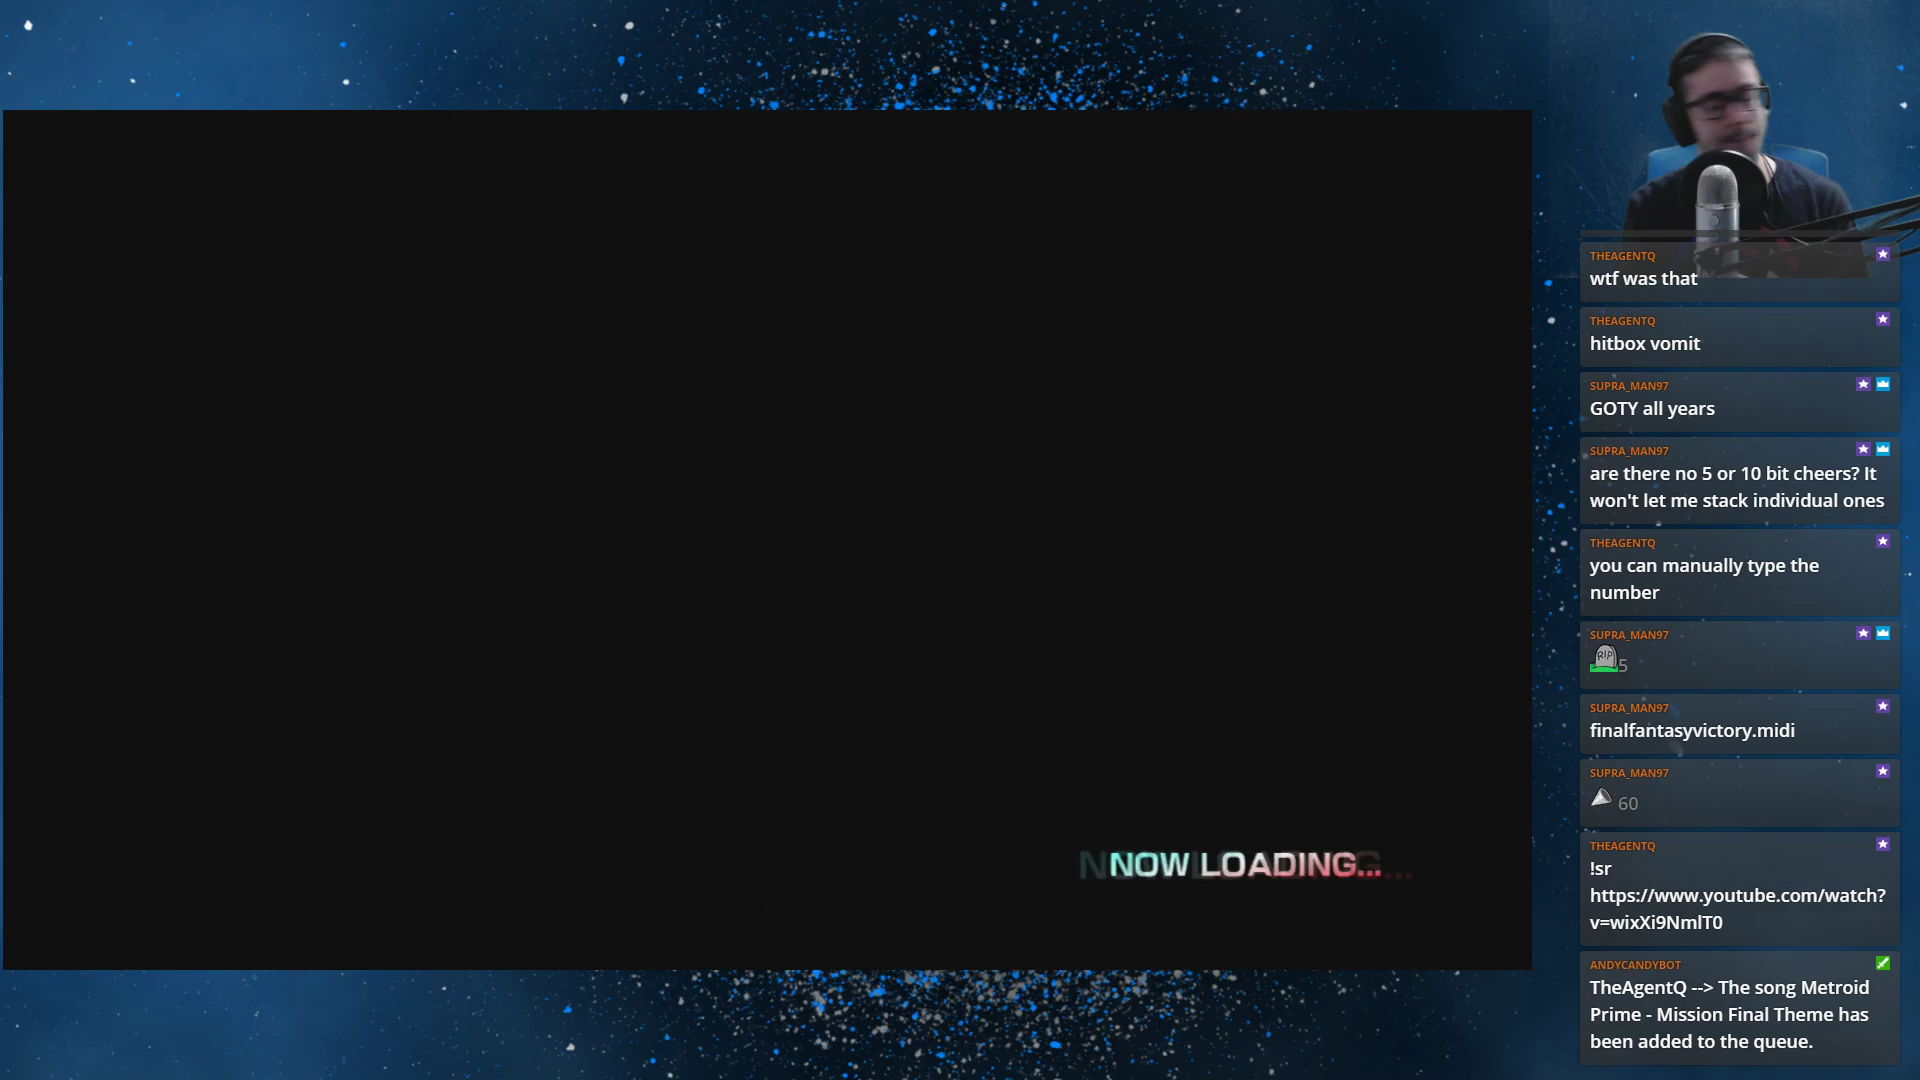 THEAGENTQ
wtf was that
THEAGENTQ
hitbox vomit
SUPRA_MAN97
GOTY all years
SUPRA_MAN97
are there no 5 or 10 bit cheers? It
won't let me stack individual ones
THEAGENTQ
you can manually type the
number
SUPRA_MAN97
RIP 5
SUPRA_MAN97
finalfantasyvictory.midi
SUPRA_MAN97
60
THEAGENTQ
!sr
https://www.youtube.com/watch?
v=wixXi9NmlT0
ANDYCANDYBOT
TheAgentQ --> The song Metroid
Prime - Mission Final Theme has
been added to the queue.
NOW LOADING...